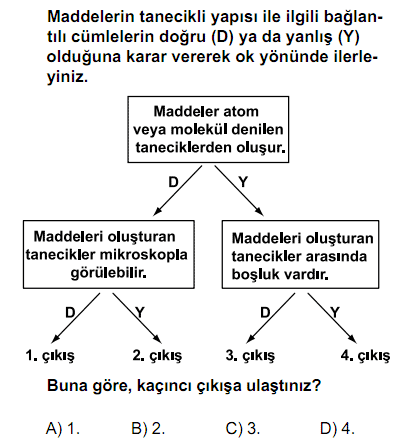 Maddelerin tanecikli yapısı ile ilgili bağlan-
tılı cümlelerin doğru (D) ya da yanlış (Y)
olduğuna karar vererek ok yönünde ilerle-
yiniz.
Maddeler atom
veya molekül denilen
taneciklerden oluşur.
D
Y
Maddeleri oluşturan
tanecikler mikroskopla
görülebilir.
Maddeleri oluşturan
tanecikler arasında
boşluk vardır.
D
Y
D
Y
1. çıkış
2. çıkış
3. çıkış
4. çıkış
Buna göre, kaçıncı çıkışa ulaştınız?
A) 1. B) 2. C) 3. D) 4.